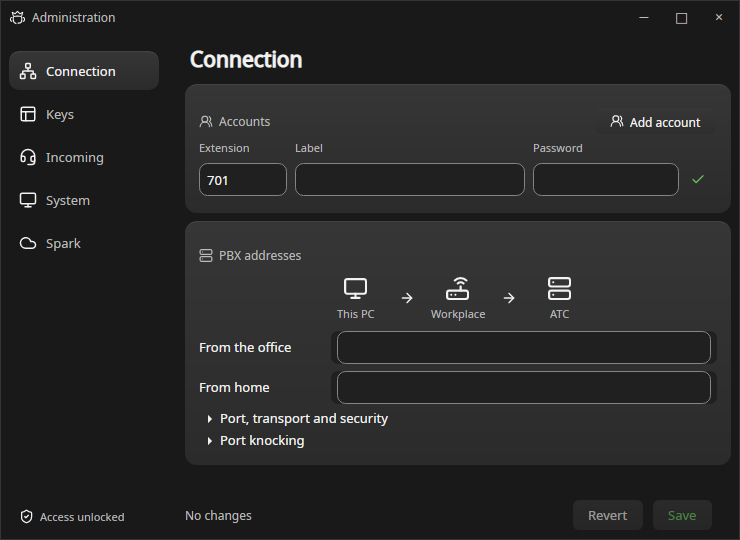 Administration
Connection
Keys
Incoming
System
Spark
Access unlocked
Connection
Accounts
Add account
Extension Label Password
701
PBX addresses
This PC Workplace ATC
From the office
From home
Port, transport and security
Port knocking
No changes
Revert Save